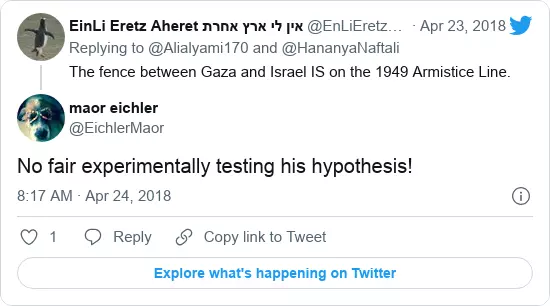 EinLi Eretz Aheret אין לי ארץ אחרת @EnLiEretz… · Apr 23, 2018
Replying to @Alialyami170 and @HananyaNaftali
The fence between Gaza and Israel IS on the 1949 Armistice Line.
maor eichler
@EichlerMaor
No fair experimentally testing his hypothesis!
8:17 AM · Apr 24, 2018
1 Reply Copy link to Tweet
Explore what's happening on Twitter